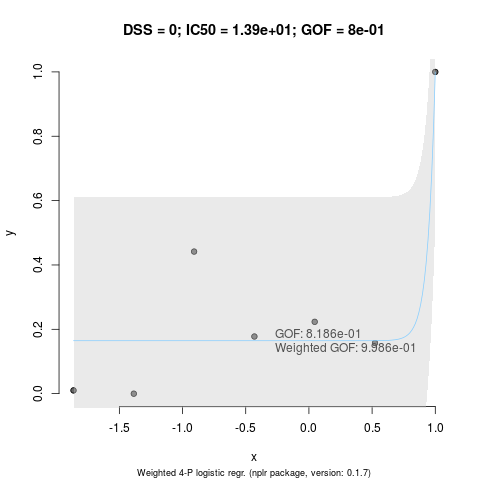 DSS = 0; IC50 = 1.39e+01; GOF = 8e-01
1.0
0.8
0.6
y
0.4
GOF: 8.186e-01
0.2
Weighted GOF: 9.986e-01
0.0
-1.5 -1.0 -0.5 0.0 0.5 1.0
x
Weighted 4-P logistic regr. (nplr package, version: 0.1.7)